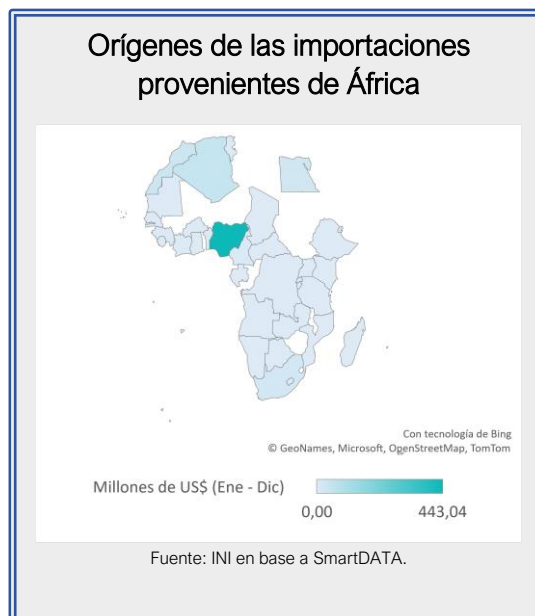 Orígenes de las importaciones
provenientes de África
Con tecnología de Bing
© GeoNames, Microsoft, OpenStreetMap, TomTom
Millones de US$ (Ene - Dic)
0,00 443,04
Fuente: INI en base a SmartDATA.